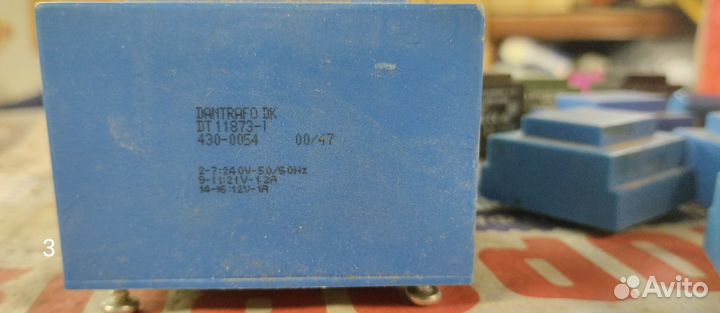 DANTRAFO DK
DT11873-1
430-0054 00/47
2-7:240V-50/60Hz
9-11:21V-1.2A
14-16:12V-1A
3
Avito